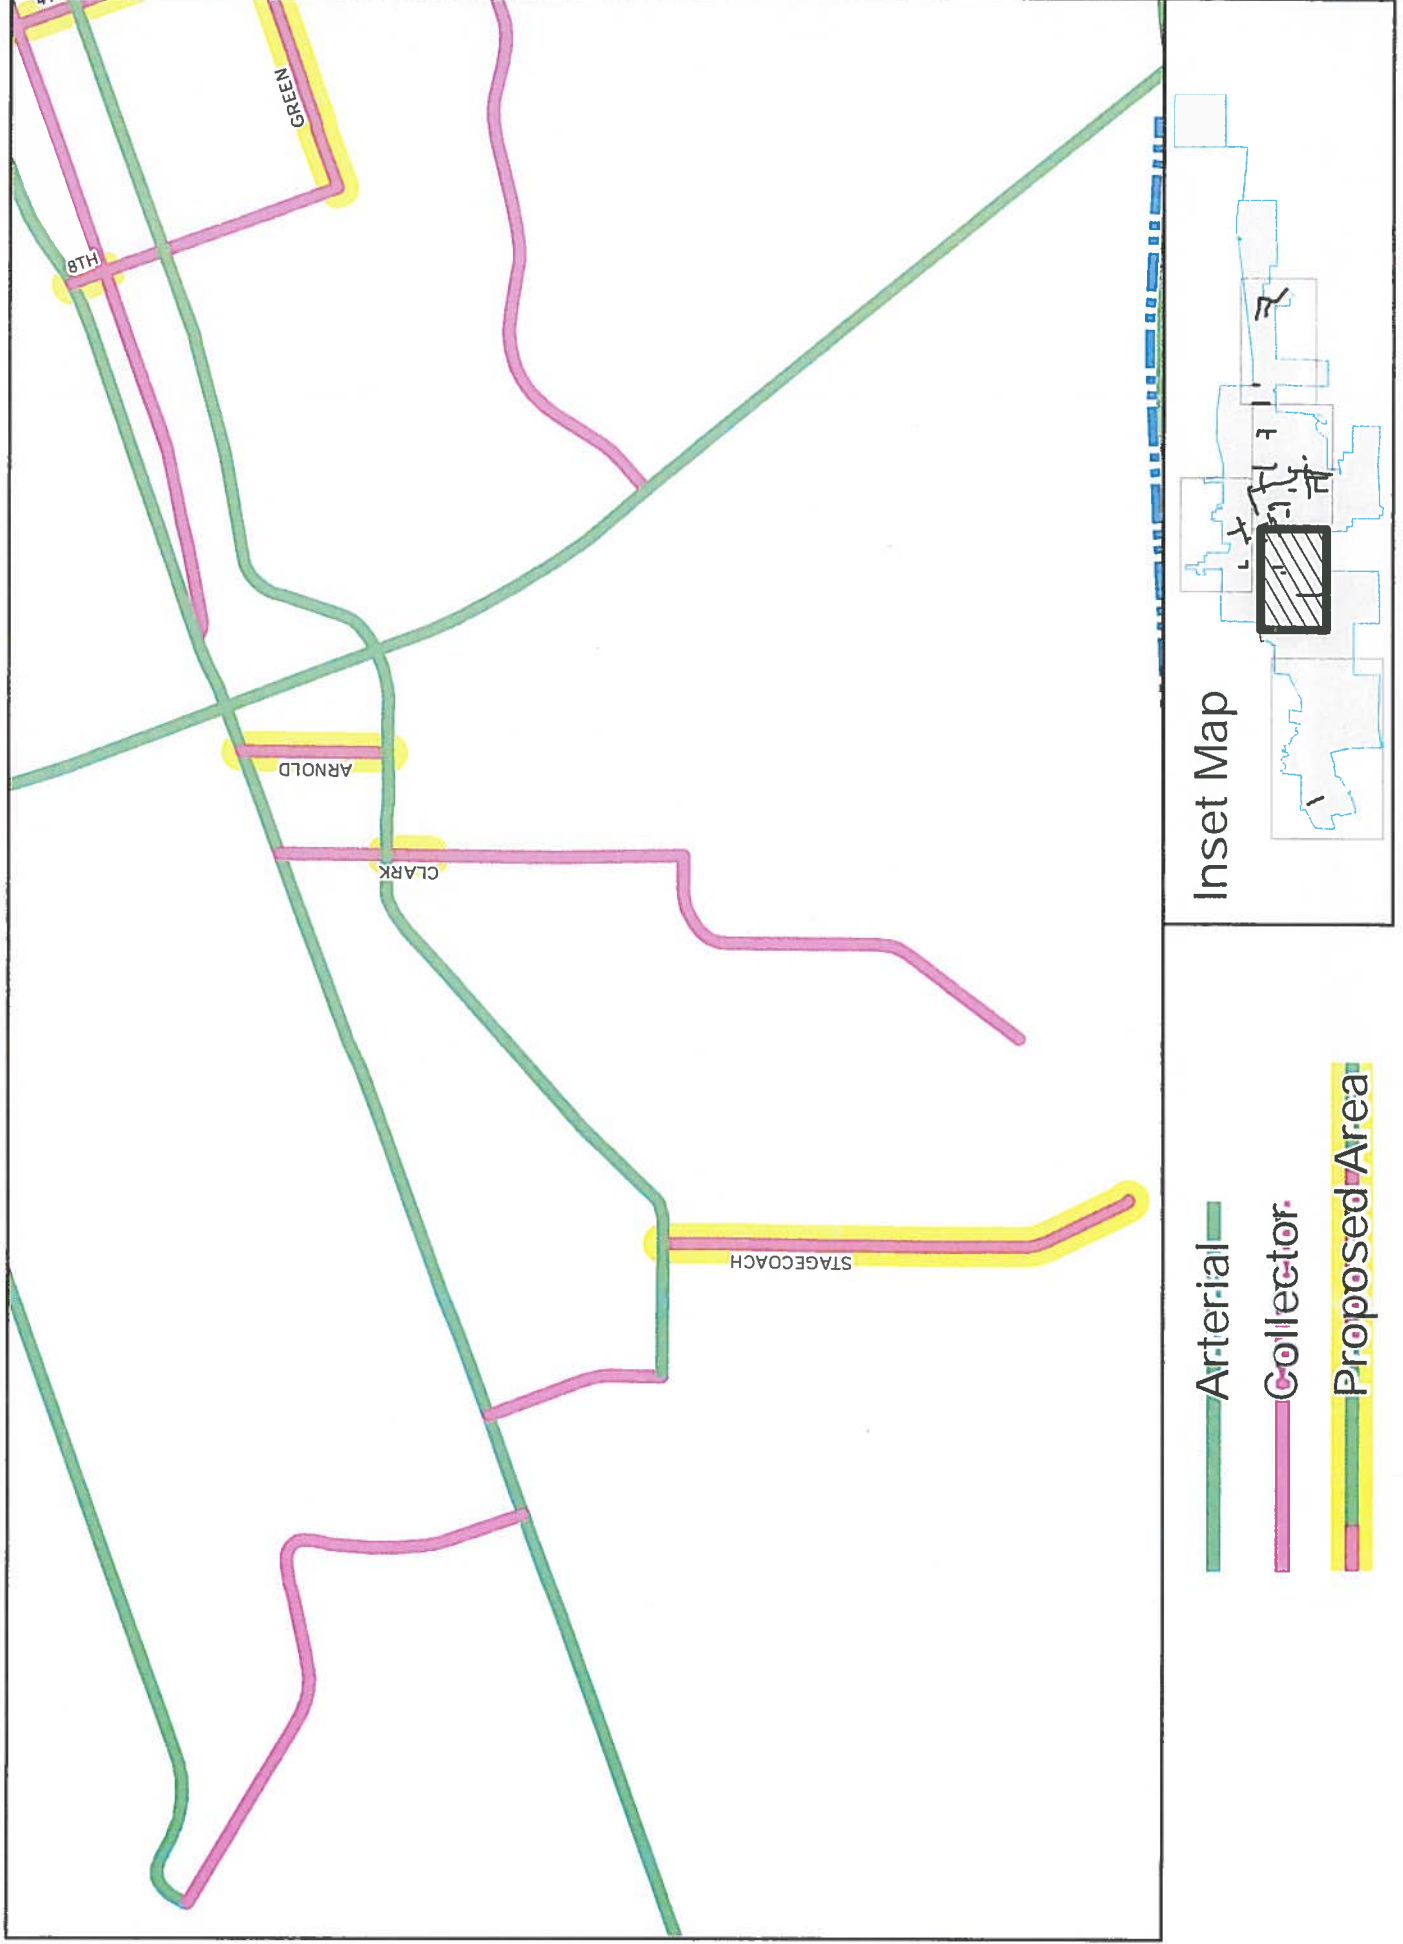 GREEN
8TH
ARNOLD
CLARK
STAGECOACH
Inset Map
Arterial
Collector
Proposed Area